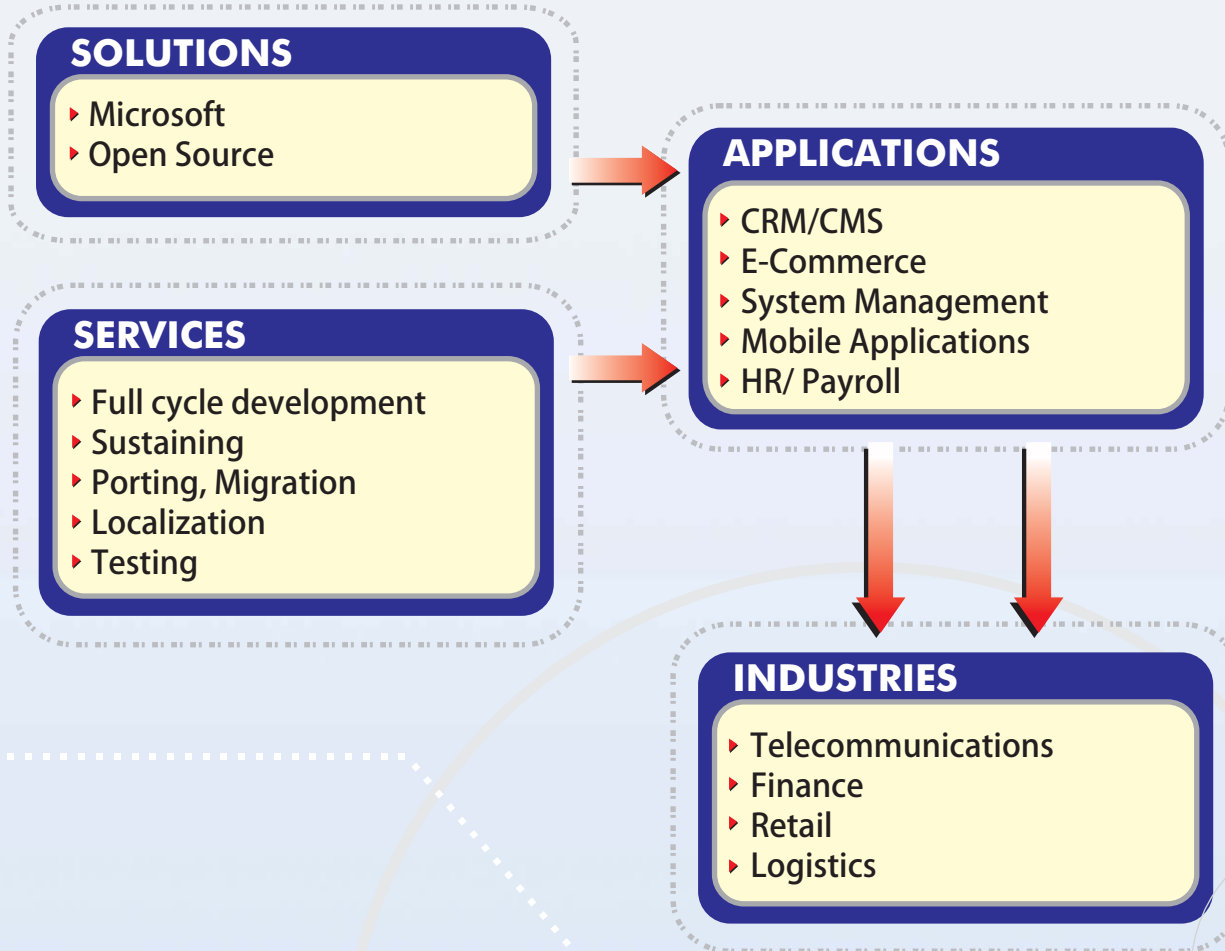 SOLUTIONS
Microsoft
Open Source
SERVICES
Full cycle development
Sustaining
Porting, Migration
Localization
Testing
APPLICATIONS
CRM/CMS
E-Commerce
System Management
Mobile Applications
HR/ Payroll
INDUSTRIES
Telecommunications
Finance
Retail
Logistics